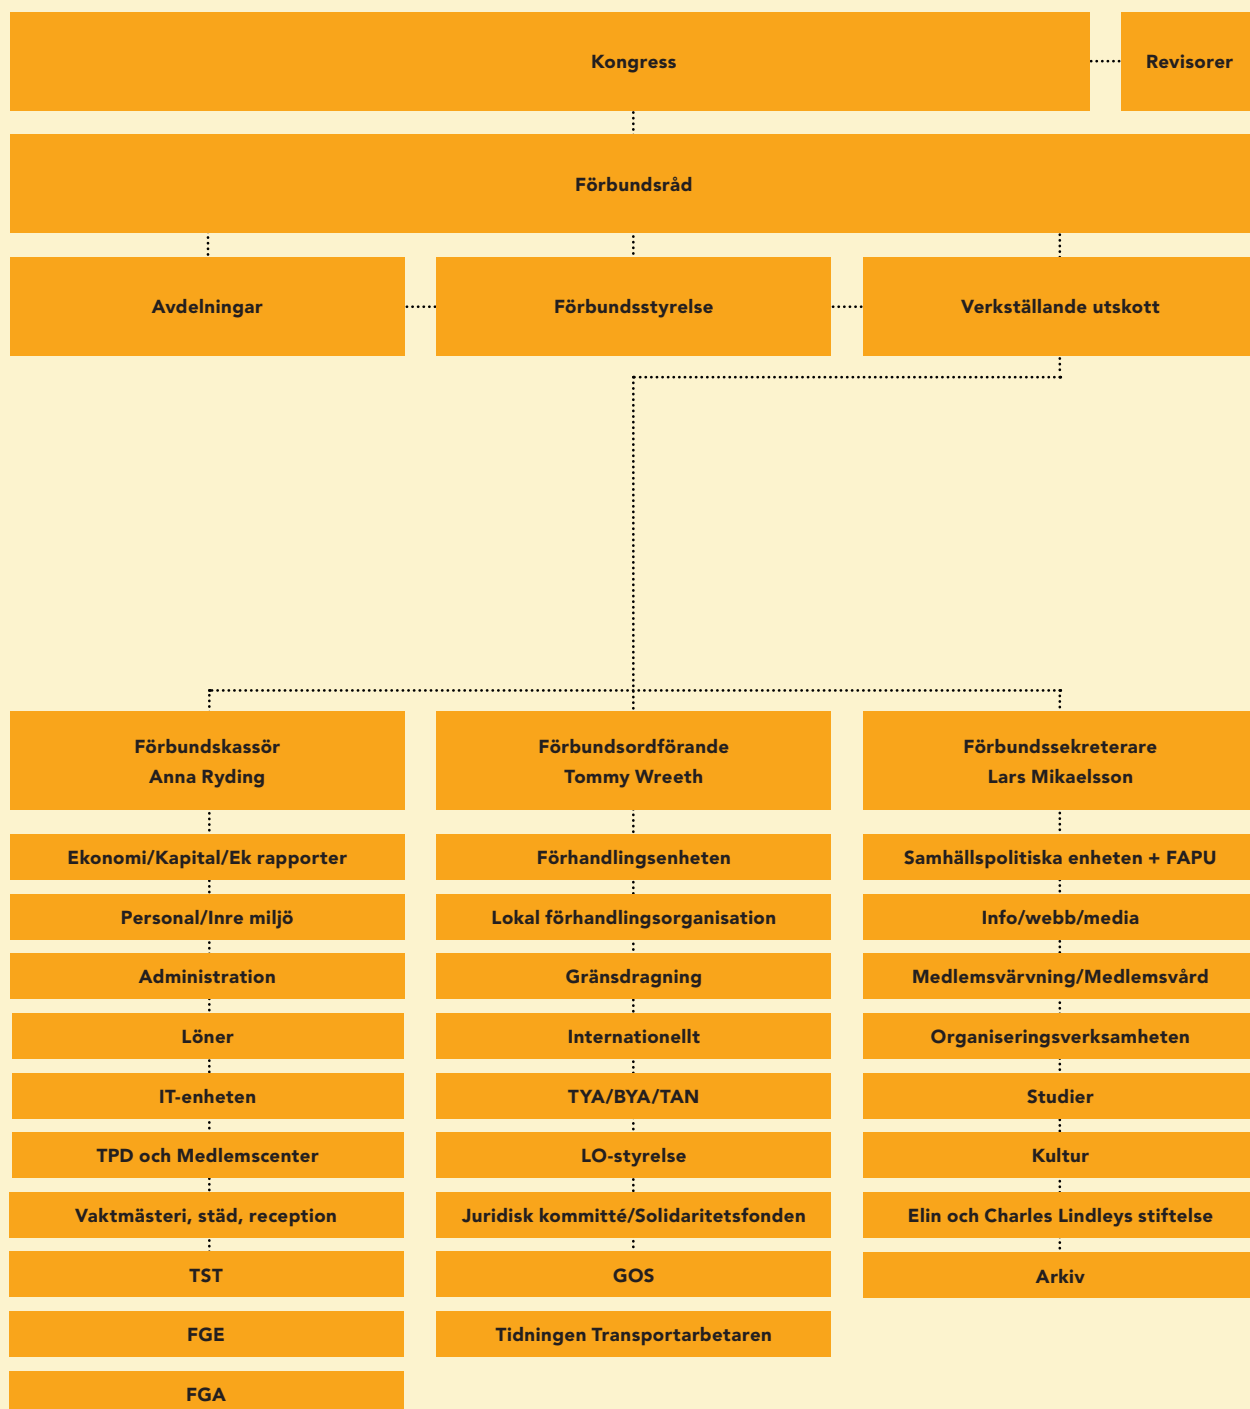 Kongress
Revisorer
Förbundsråd
Avdelningar
Förbundsstyrelse
Verkställande utskott
Förbundskassör
Anna Ryding
Ekonomi/Kapital/Ek rapporter
Personal/Inre miljö
Administration
Löner
IT-enheten
TPD och Medlemscenter
Vaktmästeri, städ, reception
TST
FGE
FGA
Förbundsordförande
Tommy Wreeth
Förhandlingsenheten
Lokal förhandlingsorganisation
Gränsdragning
Internationellt
TYA/BYA/TAN
LO-styrelse
Juridisk kommitté/Solidaritetsfonden
GOS
Tidningen Transportarbetaren
Förbundssekreterare
Lars Mikaelsson
Samhällspolitiska enheten + FAPU
Info/webb/media
Medlemsvärvning/Medlemsvård
Organiseringsverksamheten
Studier
Kultur
Elin och Charles Lindleys stiftelse
Arkiv